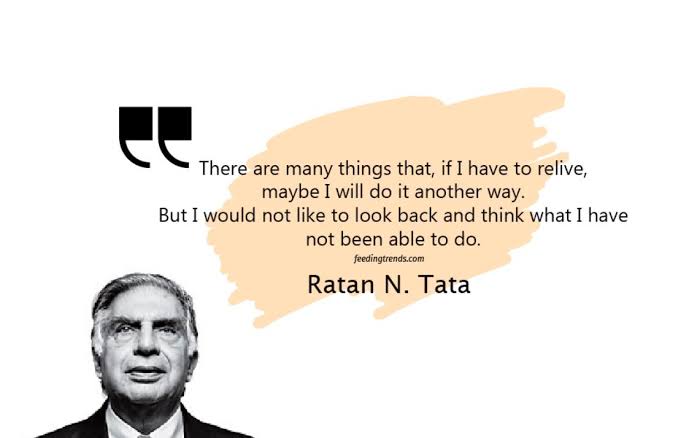 There are many things that, if I have to relive,
maybe I will do it another way.
But I would not like to look back and think what I have
not been able to do.
feedingtrends.com
Ratan N. Tata